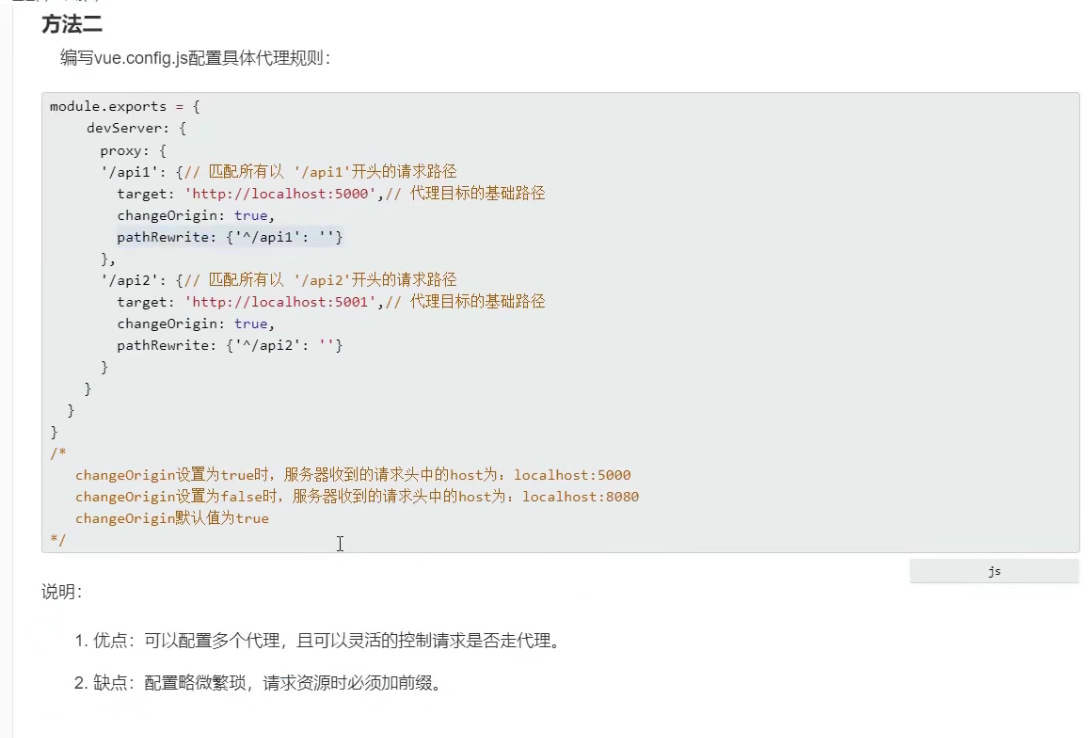 方法二
编写vue.config.js配置具体代理规则：
module.exports = {
devServer: {
proxy: {
'/api1': {// 匹配所有以 '/api1'开头的请求路径
target: 'http://localhost:5000',// 代理目标的基础路径
changeOrigin: true,
pathRewrite: {'^/api1': ''}
},
'/api2': {// 匹配所有以 '/api2'开头的请求路径
target: 'http://localhost:5001',// 代理目标的基础路径
changeOrigin: true,
pathRewrite: {'^/api2': ''}
}
}
}
}
/*
changeOrigin设置为true时，服务器收到的请求头中的host为：localhost:5000
changeOrigin设置为false时，服务器收到的请求头中的host为：localhost:8080
changeOrigin默认值为true
*/
js
说明：
1. 优点：可以配置多个代理，且可以灵活的控制请求是否走代理。
2. 缺点：配置略微繁琐，请求资源时必须加前缀。